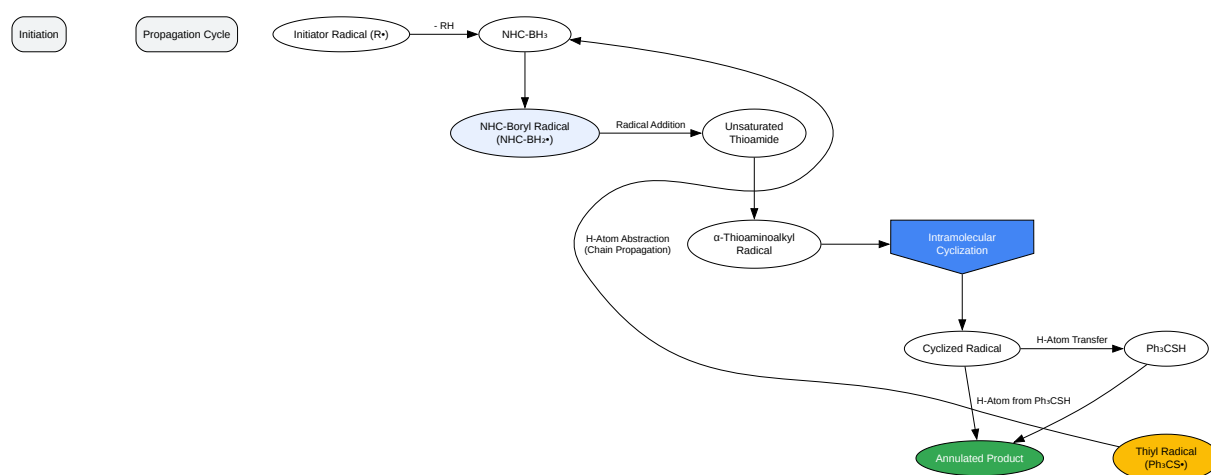 Initiation
Propagation Cycle
Initiator Radical (R•)
- RH
NHC-BH₃
NHC-Boryl Radical
(NHC-BH₂•)
Radical Addition
Unsaturated
Thioamide
H-Atom Abstraction
(Chain Propagation)
α-Thioaminoalkyl
Radical
Intramolecular
Cyclization
Cyclized Radical
H-Atom Transfer
Ph₃CSH
H-Atom from Ph₃CSH
Annulated Product
Thiyl Radical
(Ph₃CS•)